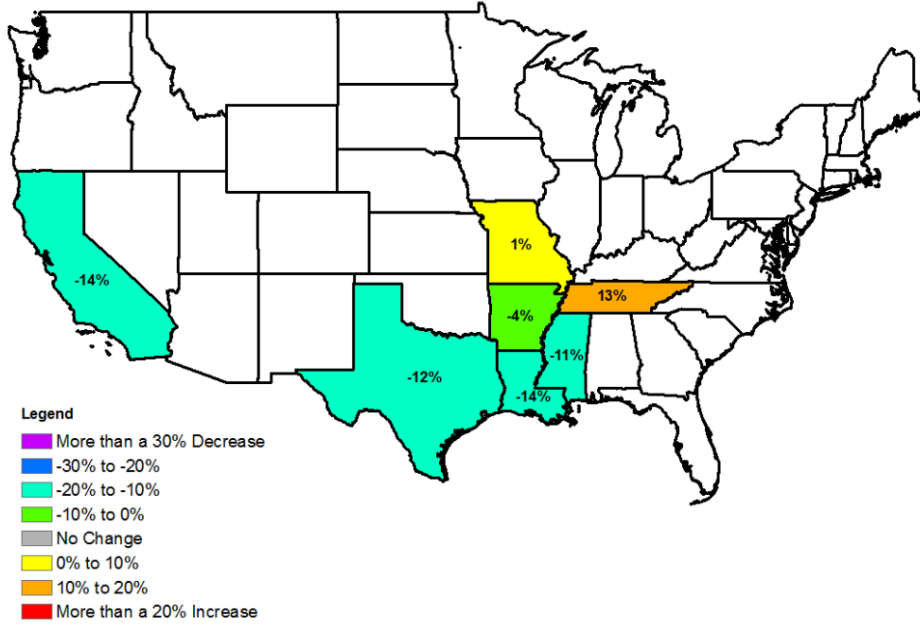 1%
13%
-14%
-4%
-11%
-12%
-14%
Legend
More than a 30% Decrease
-30% to -20%
-20% to -10%
-10% to 0%
No Change
0% to 10%
10% to 20%
More than a 20% Increase